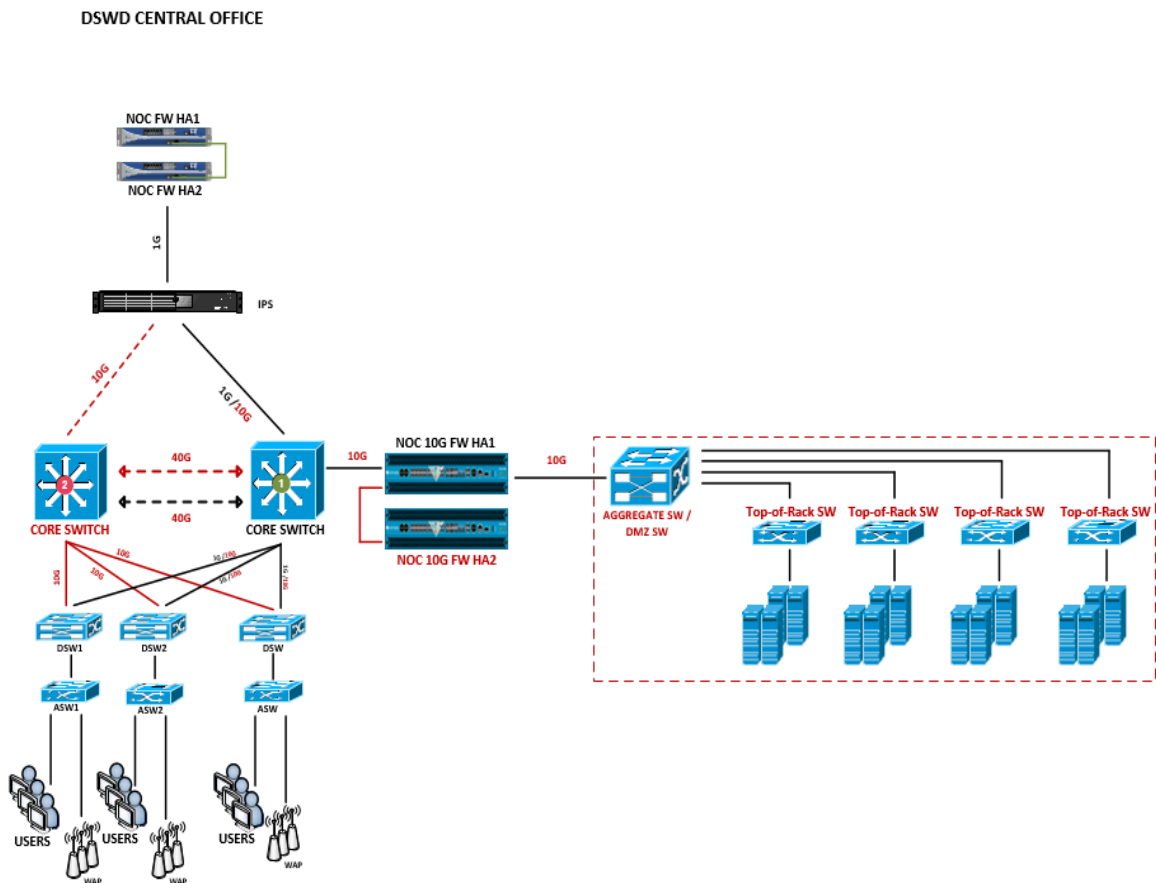 DSWD CENTRAL OFFICE
NOC FW HA1
NOC FW HA2
1G
IPS
10G
1G /10G
40G
40G
2
1
CORE SWITCH
CORE SWITCH
10G
NOC 10G FW HA1
NOC 10G FW HA2
10G
AGGREGATE SW /
DMZ SW
Top-of-Rack SW
Top-of-Rack SW
Top-of-Rack SW
Top-of-Rack SW
10G
10G
10G
1G /10G
1G /10G
1G /10G
DSW1
DSW2
DSW
ASW1
ASW2
ASW
USERS
USERS
USERS
WAP
WAP
WAP